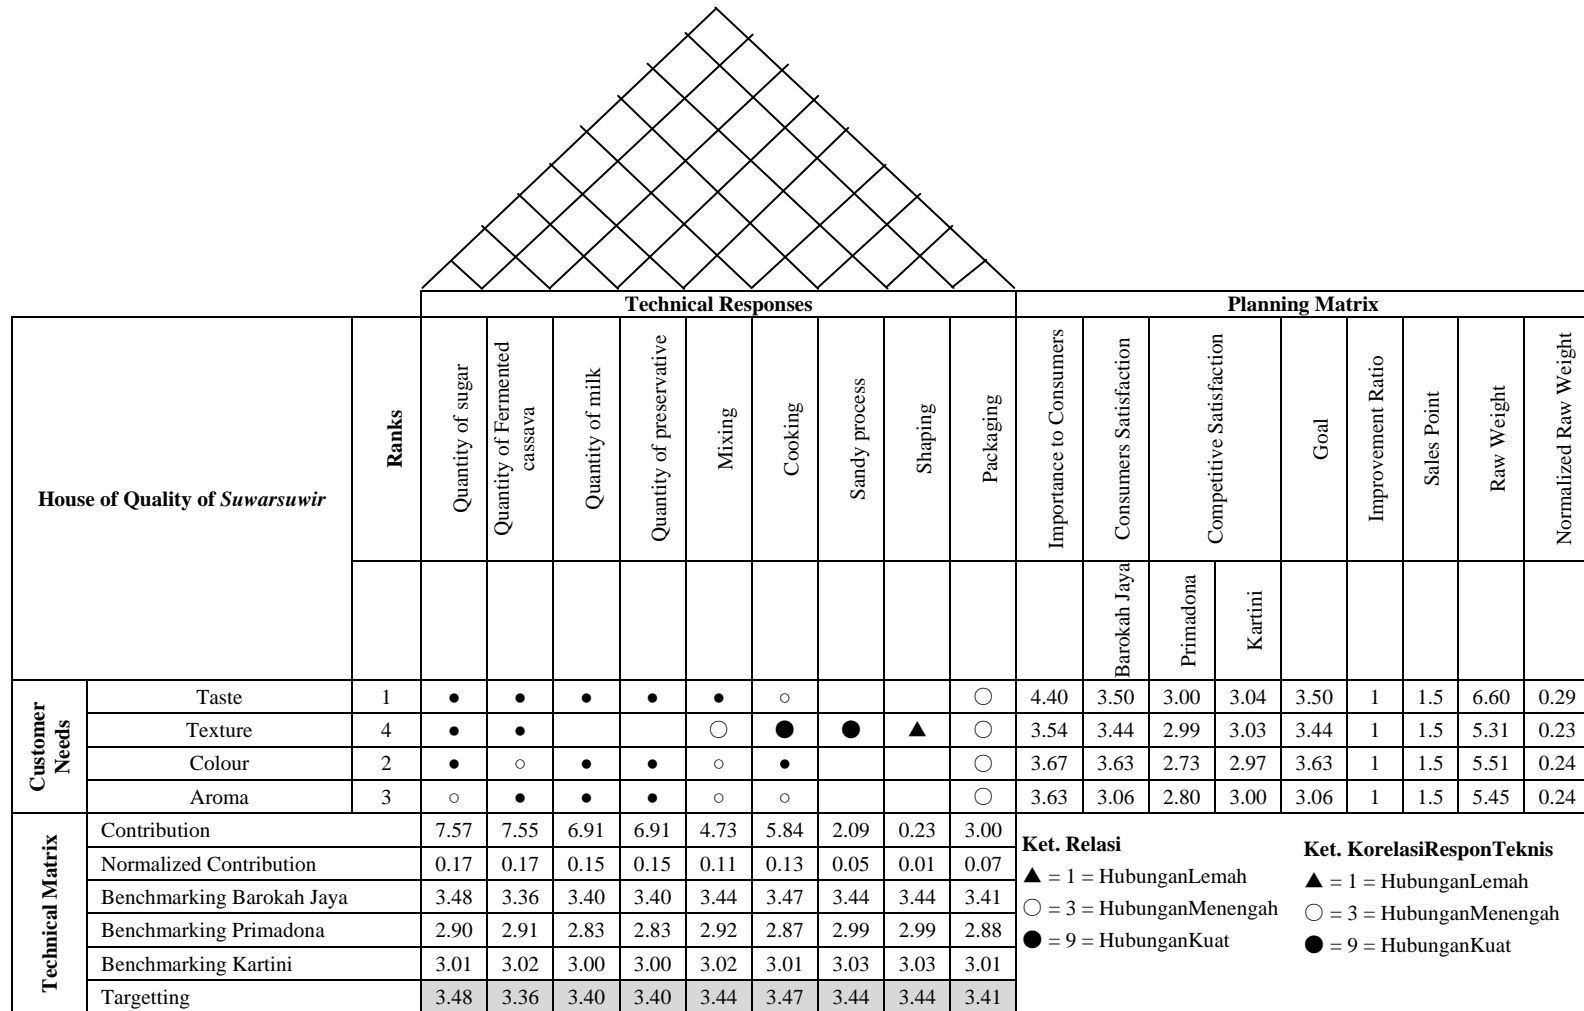 Technical Responses Planning Matrix
House of Quality of Suwarsuwir
Ranks
Quantity of sugar
Quantity of Fermented
cassava
Quantity of milk
Quantity of preservative
Mixing
Cooking
Sandy process
Shaping
Packaging
Importance to Consumers
Consumers Satisfaction
Competitive Satisfaction
Goal
Improvement Ratio
Sales Point
Raw Weight
Normalized Raw Weight
Barokah Jaya
Primadona
Kartini
Customer
Needs
Taste 1 ● ● ● ● ● ○ ○ 4.40 3.50 3.00 3.04 3.50 1 1.5 6.60 0.29
Texture 4 ● ● ○ ● ● ▲ ○ 3.54 3.44 2.99 3.03 3.44 1 1.5 5.31 0.23
Colour 2 ● ○ ● ● ○ ● ○ 3.67 3.63 2.73 2.97 3.63 1 1.5 5.51 0.24
Aroma 3 ○ ● ● ● ○ ○ ○ 3.63 3.06 2.80 3.00 3.06 1 1.5 5.45 0.24
Technical Matrix
Contribution 7.57 7.55 6.91 6.91 4.73 5.84 2.09 0.23 3.00
Normalized Contribution 0.17 0.17 0.15 0.15 0.11 0.13 0.05 0.01 0.07
Benchmarking Barokah Jaya 3.48 3.36 3.40 3.40 3.44 3.47 3.44 3.44 3.41
Benchmarking Primadona 2.90 2.91 2.83 2.83 2.92 2.87 2.99 2.99 2.88
Benchmarking Kartini 3.01 3.02 3.00 3.00 3.02 3.01 3.03 3.03 3.01
Targetting 3.48 3.36 3.40 3.40 3.44 3.47 3.44 3.44 3.41
Ket. Relasi
▲ = 1 = HubunganLemah
○ = 3 = HubunganMenengah
● = 9 = HubunganKuat
Ket. KorelasiResponTeknis
▲ = 1 = HubunganLemah
○ = 3 = HubunganMenengah
● = 9 = HubunganKuat